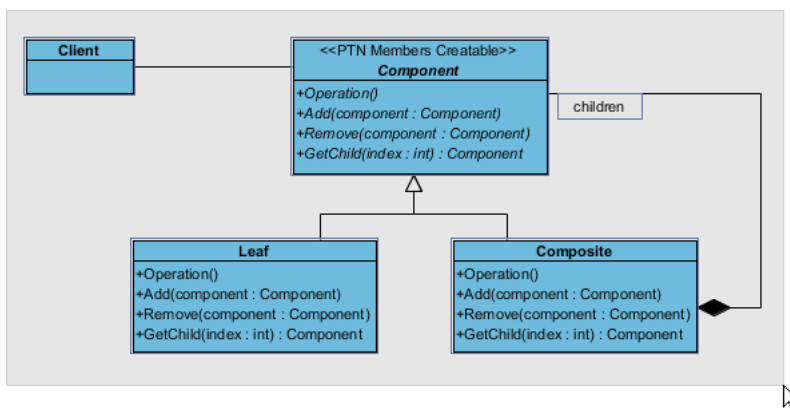 Client
<<PTN Members Creatable>>
Component
+Operation()
+Add(component : Component)
+Remove(component : Component)
+GetChild(index : int) : Component
children
Leaf
+Operation()
+Add(component : Component)
+Remove(component : Component)
+GetChild(index : int) : Component
Composite
+Operation()
+Add(component : Component)
+Remove(component : Component)
+GetChild(index : int) : Component